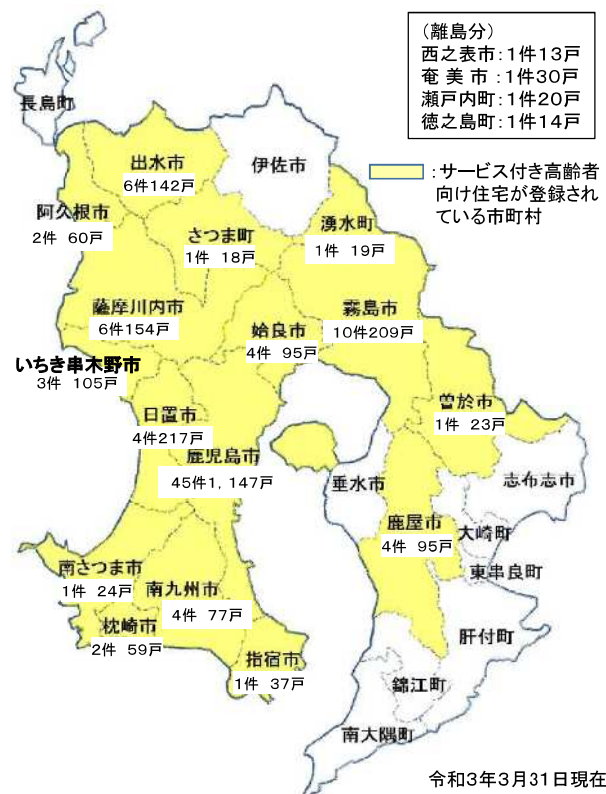 (離島分)
西之表市:1件13戸
奄美市:1件30戸
瀬戸内町:1件20戸
徳之島町:1件14戸
:サービス付き高齢者
向け住宅が登録され
ている市町村
長島町
出水市
6件142戸
伊佐市
阿久根市
2件 60戸
さつま町
1件 18戸
湧水町
1件 19戸
薩摩川内市
6件154戸
姶良市
4件 95戸
霧島市
10件209戸
いちき串木野市
3件 105戸
日置市
4件217戸
曽於市
1件 23戸
鹿児島市
45件1,147戸
垂水市
志布志市
鹿屋市
4件 95戸
大崎町
東串良町
南さつま市
1件 24戸
南九州市
4件 77戸
枕崎市
2件 59戸
指宿市
1件 37戸
肝付町
錦江町
南大隅町
令和3年3月31日現在